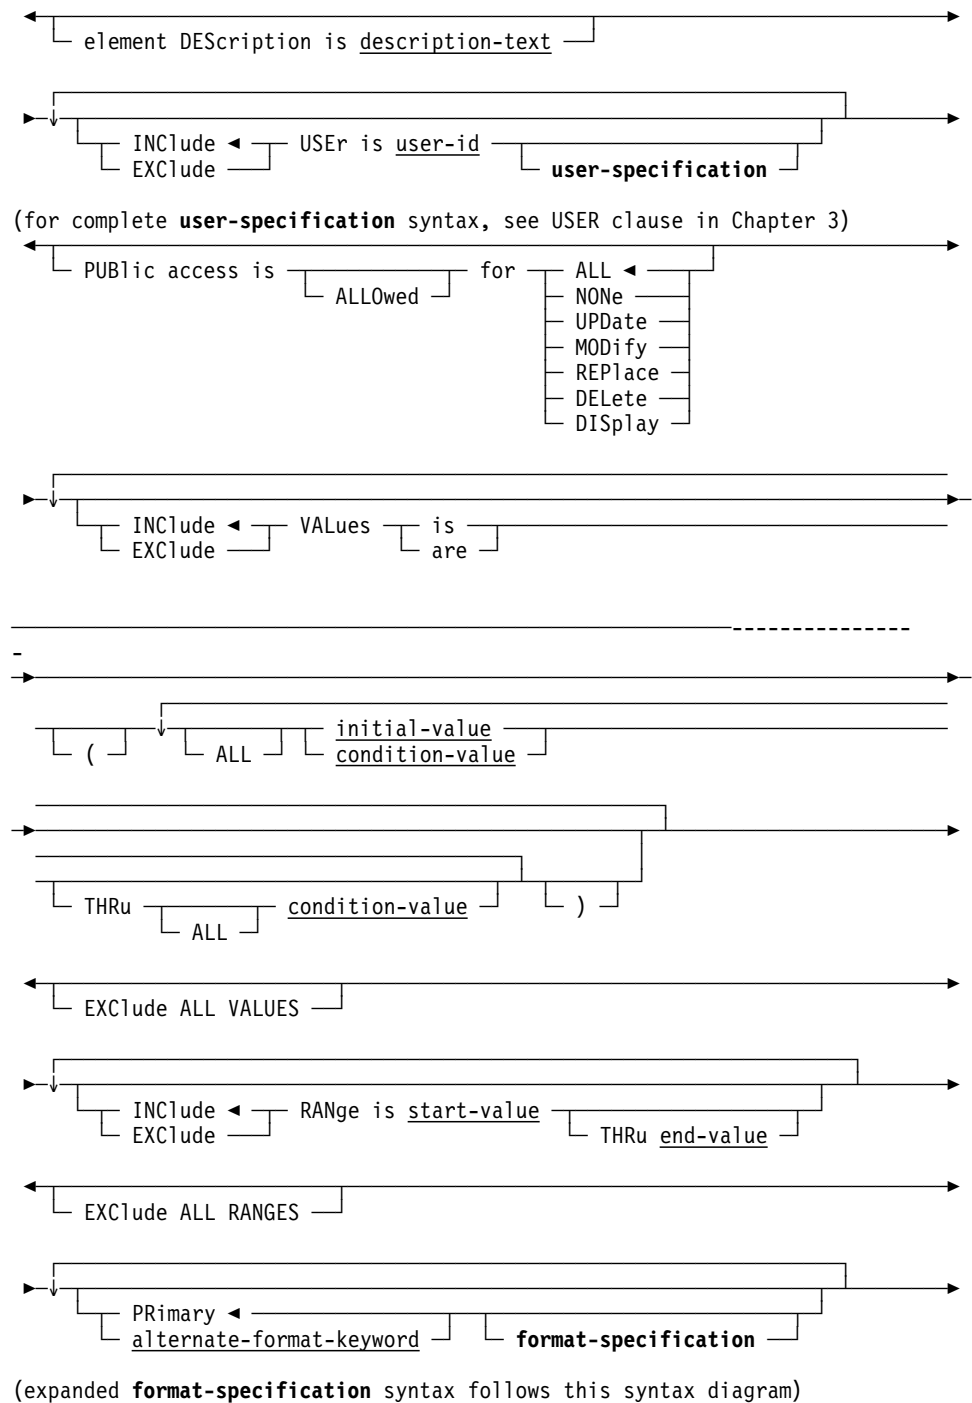 element DEScription is description-text
INClude ◄ USEr is user-id
EXClude user-specification
(for complete user-specification syntax, see USER clause in Chapter 3)
PUBlic access is for ALL ◄
ALLOwed NONe
UPDate
MODify
REPlace
DELete
DISplay
INClude ◄ VALues is
EXClude are
initial-value
( ALL condition-value
THRu condition-value )
ALL
EXClude ALL VALUES
INClude ◄ RANge is start-value
EXClude THRu end-value
EXClude ALL RANGES
PRimary ◄
alternate-format-keyword format-specification
(expanded format-specification syntax follows this syntax diagram)